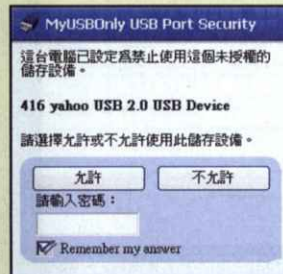 MyUSBOnly USB Port Security
這台電腦已設定為禁止使用這個未授權的
儲存設備。
416 yahoo USB 2.0 USB Device
請選擇允許或不允許使用此儲存設備。
允許 不允許
請輸入密碼：
Remember my answer